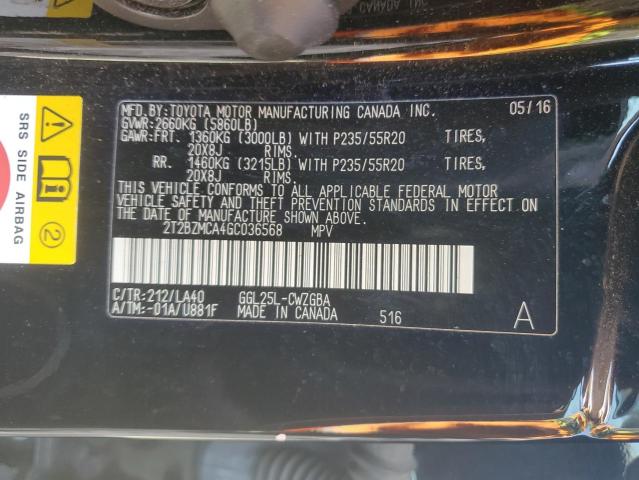 CANADA INC
MFD.BY:TOYOTA MOTOR MANUFACTURING CANADA INC. 05/16
GVWR:2660KG (5860LB)
GAWR:FRT. 1360KG (3000LB) WITH P235/55R20 TIRES,
20X8J RIMS.
RR. 1460KG (3215LB) WITH P235/55R20 TIRES,
20X8J RIMS.
THIS VEHICLE CONFORMS TO ALL APPLICABLE FEDERAL MOTOR
VEHICLE SAFETY AND THEFT PREVENTION STANDARDS IN EFFECT ON
THE DATE OF MANUFACTURE SHOWN ABOVE.
2T2BZMCA4GC036568 MPV
C/TR:212/LA40 GGL25L-CWZGBA
A/TM:-01A/U881F MADE IN CANADA 516 A
SRS SIDE AIRBAG
2